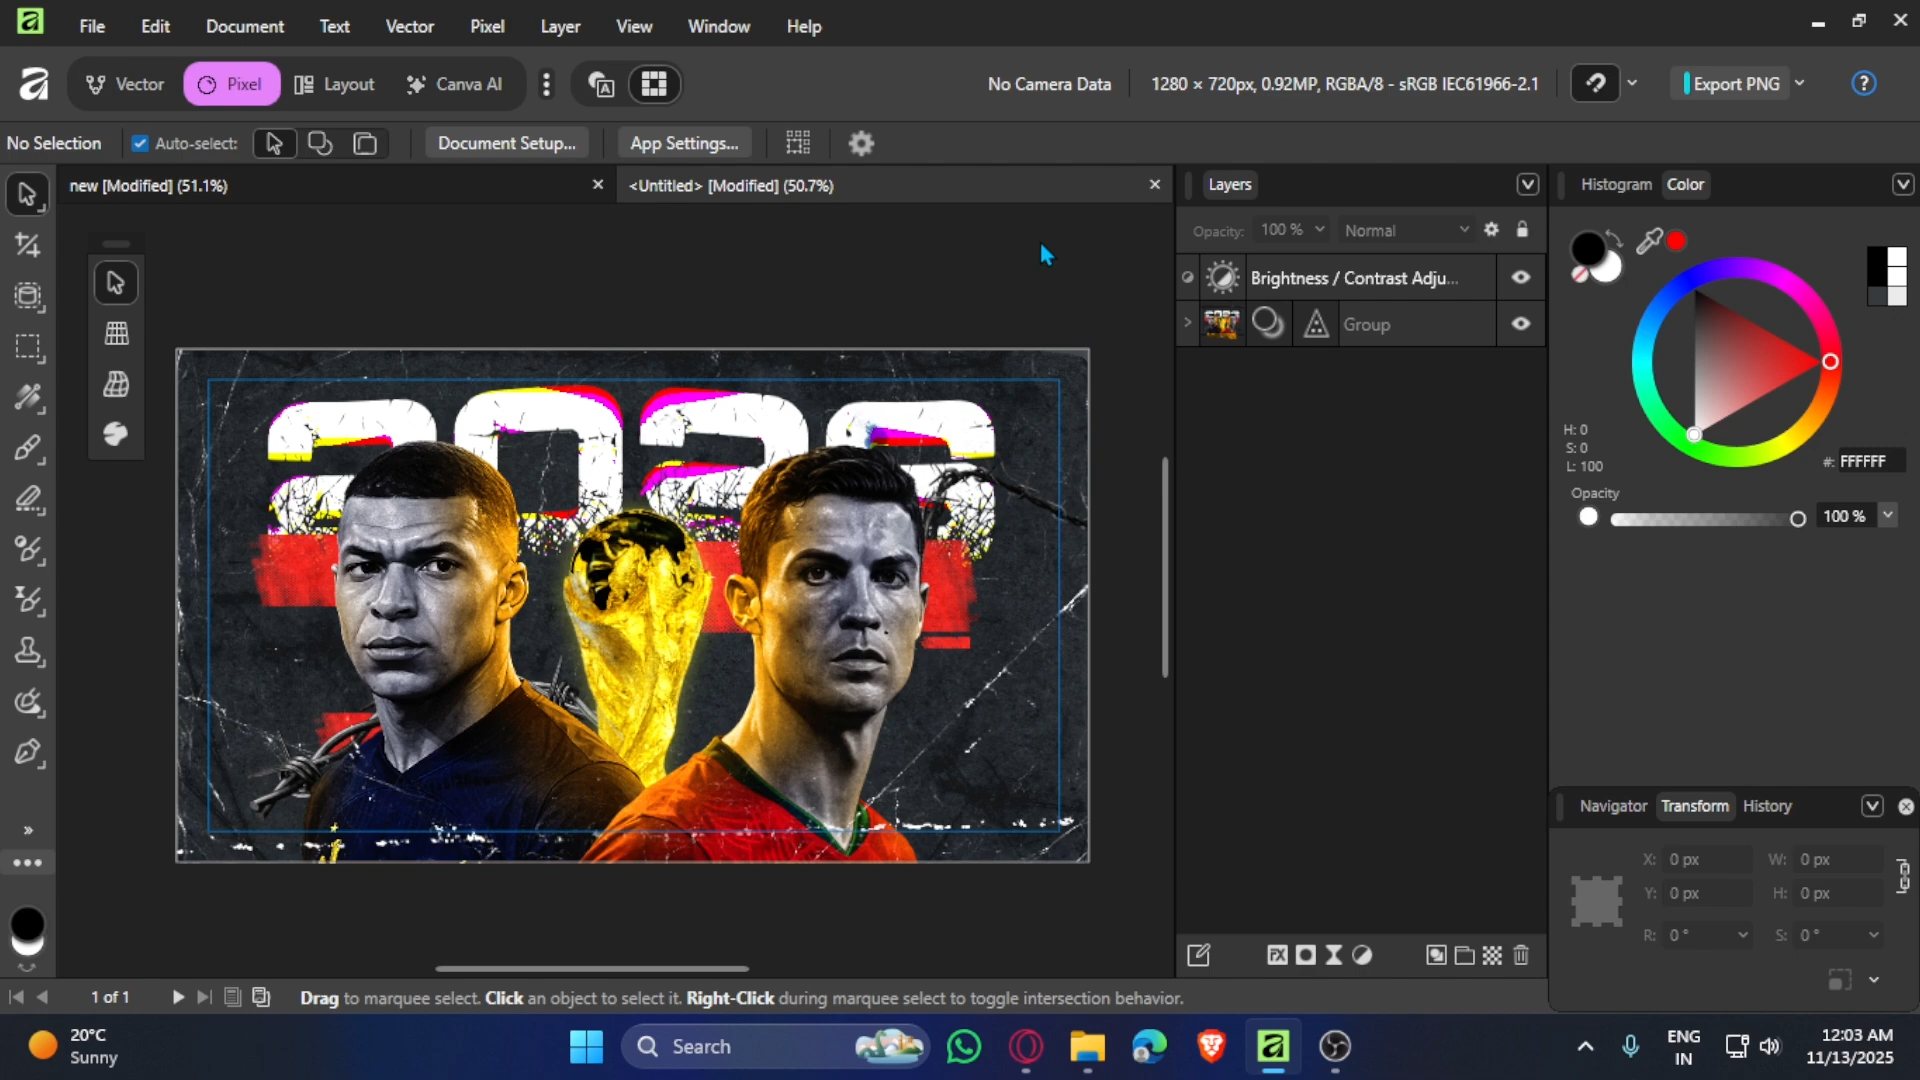 File Edit Document Text Vector Pixel Layer View Window Help
Vector Pixel Layout Canva AI No Camera Data 1280 × 720px, 0.92MP, RGBA/8 - sRGB IEC61966-2.1 Export PNG ?
No Selection Auto-select: Document Setup... App Settings...
new [Modified] (51.1%) <Untitled> [Modified] (50.7%) Layers Histogram Color
Opacity: 100 % Normal
Brightness / Contrast Adju...
Group
2026
H: 0
S: 0
L: 100
#: FFFFFF
Opacity
100 %
Navigator Transform History
X: 0 px W: 0 px
Y: 0 px H: 0 px
R: 0 ° S: 0 °
FX
1 of 1 Drag to marquee select. Click an object to select it. Right-Click during marquee select to toggle intersection behavior.
20°C
Sunny
Search
ENG
IN
12:03 AM
11/13/2025